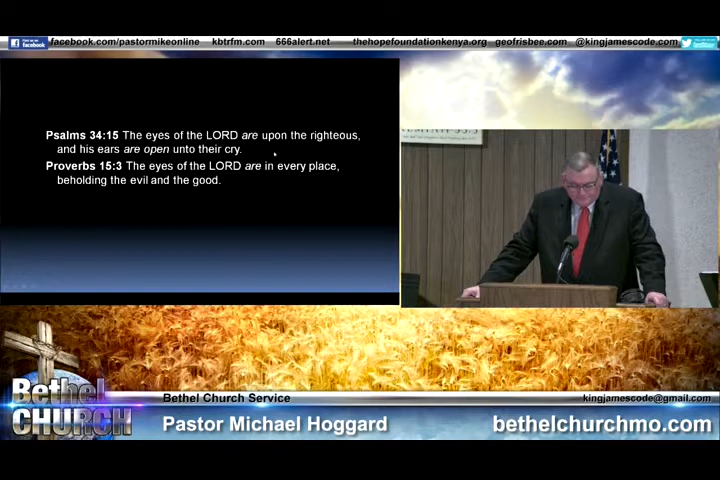 facebook.com/pastormikeonline kbtrfm.com 666alert.net thehopefoundationkenya.org geofrisbee.com @kingjamescode.com
Psalms 34:15 The eyes of the LORD are upon the righteous,
and his ears are open unto their cry.
Proverbs 15:3 The eyes of the LORD are in every place,
beholding the evil and the good.
Bethel
CHURCH
Bethel Church Service
kingjamescode@gmail.com
Pastor Michael Hoggard
bethelchurchmo.com